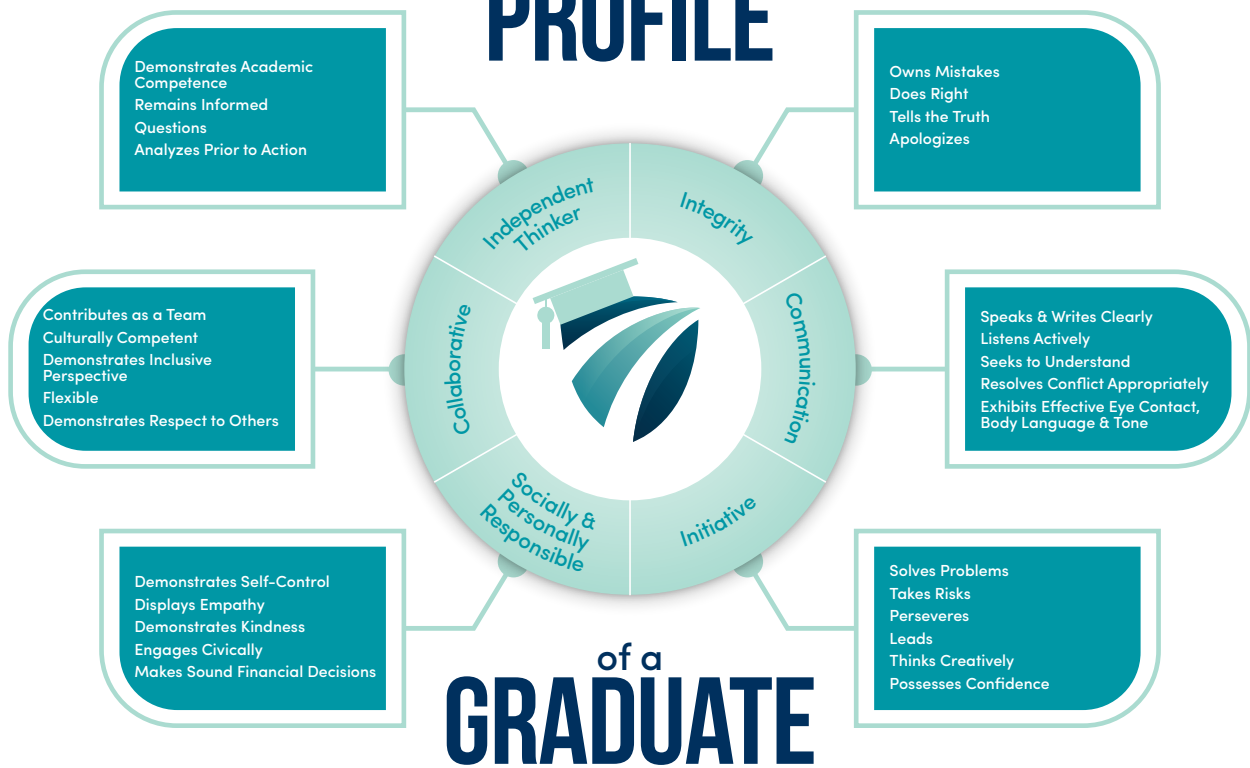 PROFILE
Demonstrates Academic
Competence
Remains Informed
Questions
Analyzes Prior to Action
Owns Mistakes
Does Right
Tells the Truth
Apologizes
Independent
Thinker
Integrity
Collaborative
Communication
Socially &
Personally
Responsible
Initiative
Contributes as a Team
Culturally Competent
Demonstrates Inclusive
Perspective
Flexible
Demonstrates Respect to Others
Speaks & Writes Clearly
Listens Actively
Seeks to Understand
Resolves Conflict Appropriately
Exhibits Effective Eye Contact,
Body Language & Tone
Demonstrates Self-Control
Displays Empathy
Demonstrates Kindness
Engages Civically
Makes Sound Financial Decisions
Solves Problems
Takes Risks
Perseveres
Leads
Thinks Creatively
Possesses Confidence
of a
GRADUATE